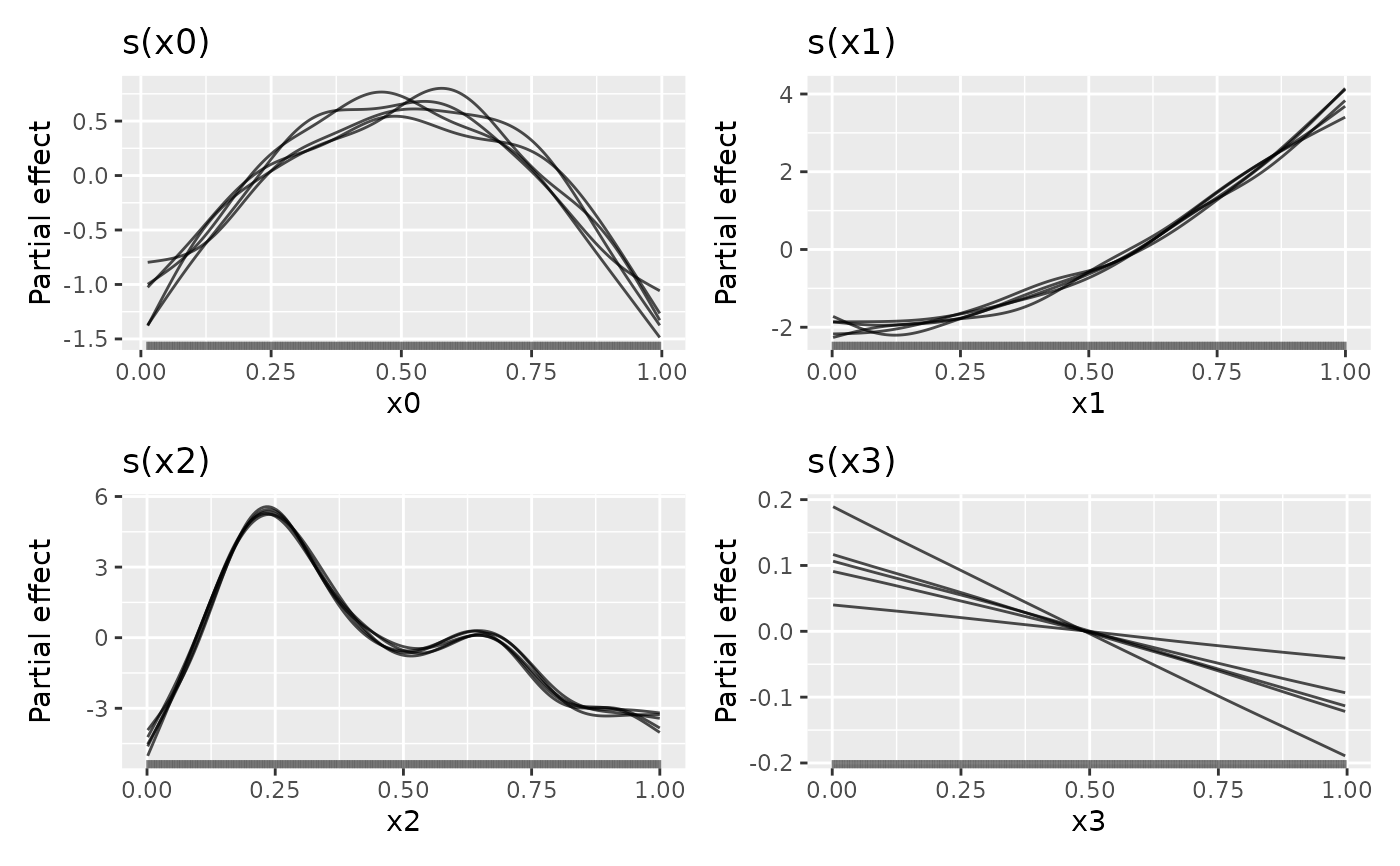 s(x0)
Partial effect
0.5
0.0
-0.5
-1.0
-1.5
0.00 0.25 0.50 0.75 1.00
x0
s(x1)
Partial effect
4
2
0
-2
0.00 0.25 0.50 0.75 1.00
x1
s(x2)
Partial effect
6
3
0
-3
0.00 0.25 0.50 0.75 1.00
x2
s(x3)
Partial effect
0.2
0.1
0.0
-0.1
-0.2
0.00 0.25 0.50 0.75 1.00
x3